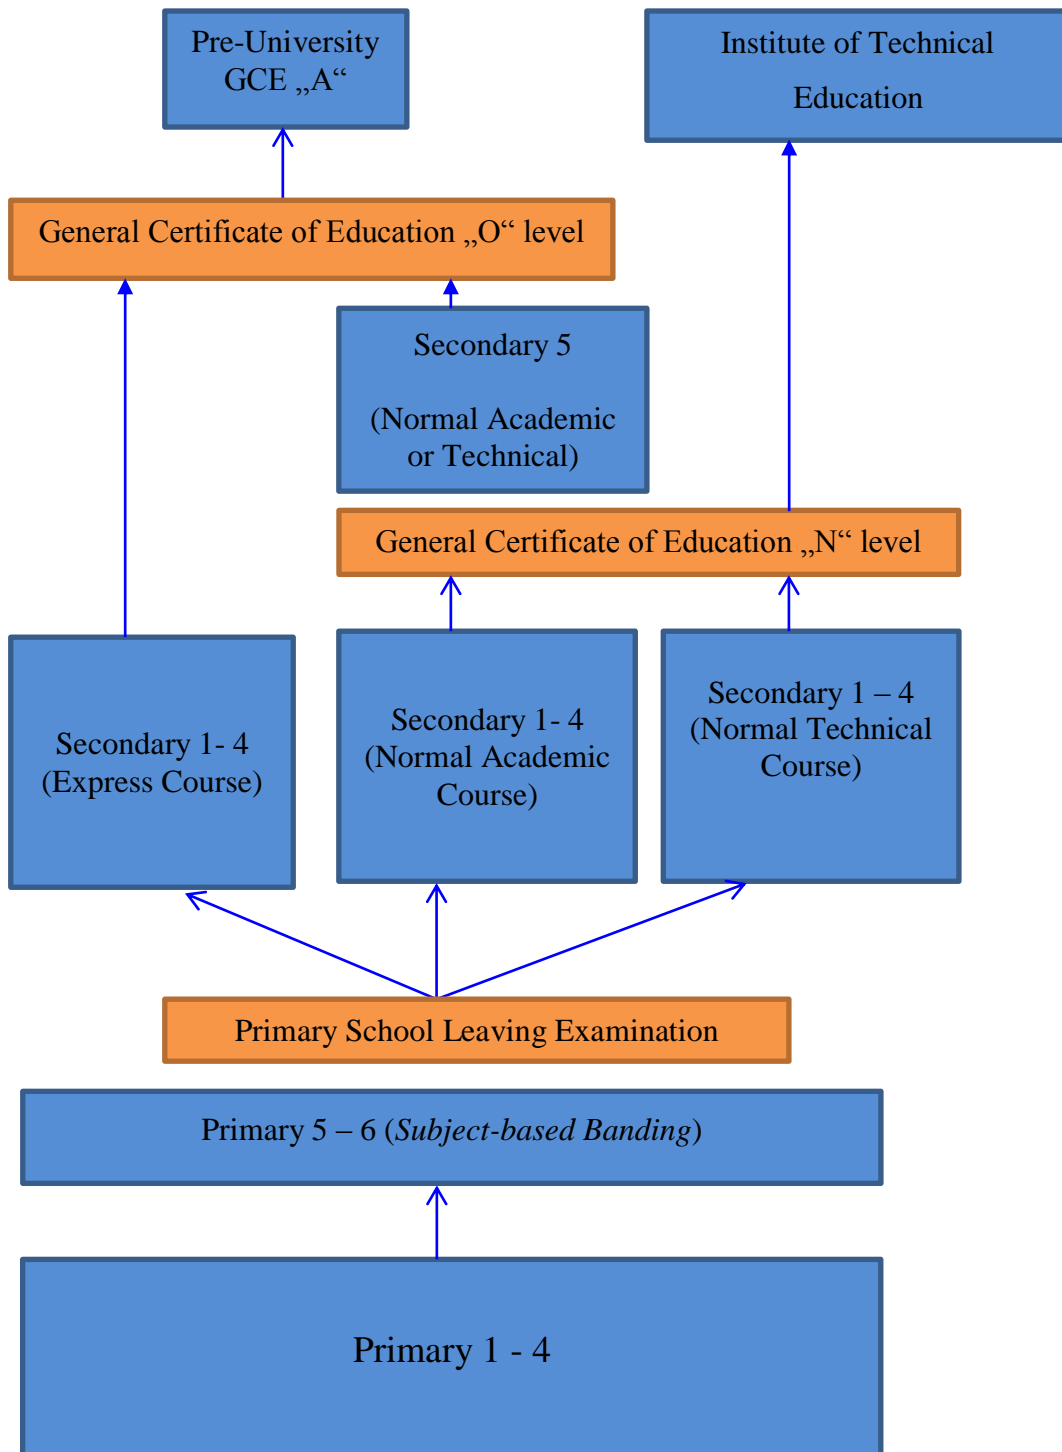 Pre-University
GCE „A“
Institute of Technical
Education
General Certificate of Education „O“ level
Secondary 5
(Normal Academic
or Technical)
General Certificate of Education „N“ level
Secondary 1- 4
(Express Course)
Secondary 1- 4
(Normal Academic
Course)
Secondary 1 – 4
(Normal Technical
Course)
Primary School Leaving Examination
Primary 5 – 6 (Subject-based Banding)
Primary 1 - 4